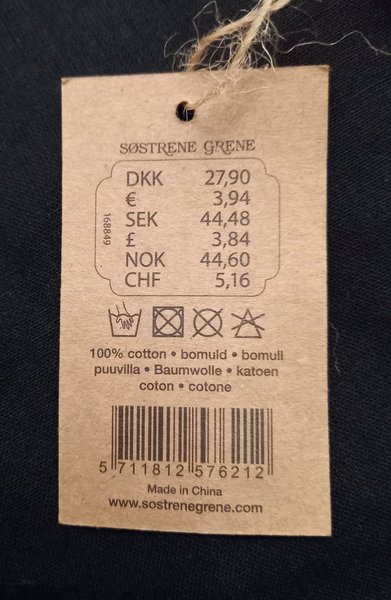 SØSTRENE GRENE
DKK 27,90
€ 3,94
SEK 44,48
£ 3,84
NOK 44,60
CHF 5,16
168849
100% cotton • bomuld • bomull
puuvilla • Baumwolle • katoen
coton • cotone
5 711812 576212
Made in China
www.sostrenegrene.com